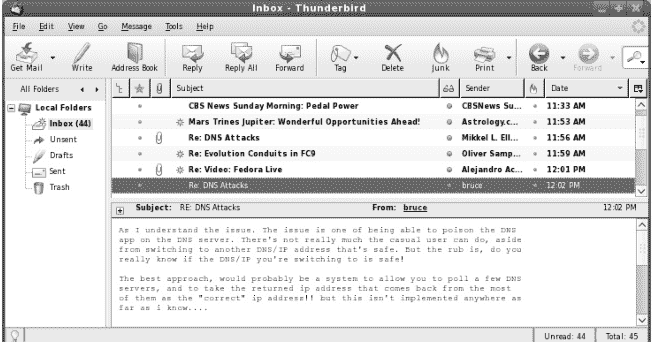 Inbox - Thunderbird
File Edit View Go Message Tools Help
Get Mail Write Address Book Reply Reply All Forward Tag Delete Junk Print Back Forward
All Folders Subject Sender Date
Local Folders
Inbox (44)
Unsent
Drafts
Sent
Trash
CBS News Sunday Morning: Pedal Power CBSNews Su... 11:33 AM
Mars Trines Jupiter: Wonderful Opportunities Ahead! Astrology.c... 11:53 AM
Re: DNS Attacks Mikkel L. Ell... 11:56 AM
Re: Evolution Conduits in FC9 Oliver Samp... 11:59 AM
Re: Video: Fedora Live Alejandro Ac... 12:01 PM
Re: DNS Attacks bruce 12:02 PM
Subject: RE: DNS Attacks From: bruce 12:02 PM
As I understand the issue. The issue is one of being able to poison the DNS
app on the DNS server. There's not really much the casual user can do, aside
from switching to another DNS/IP address that's safe. But the rub is, do you
really know if the DNS/IP you're switching to is safe!
The best approach, would probably be a system to allow you to poll a few DNS
servers, and to take the returned ip address that comes back from the most
of them as the "correct" ip address!! but this isn't implemented anywhere as
far as i know....
Unread: 44 Total: 45